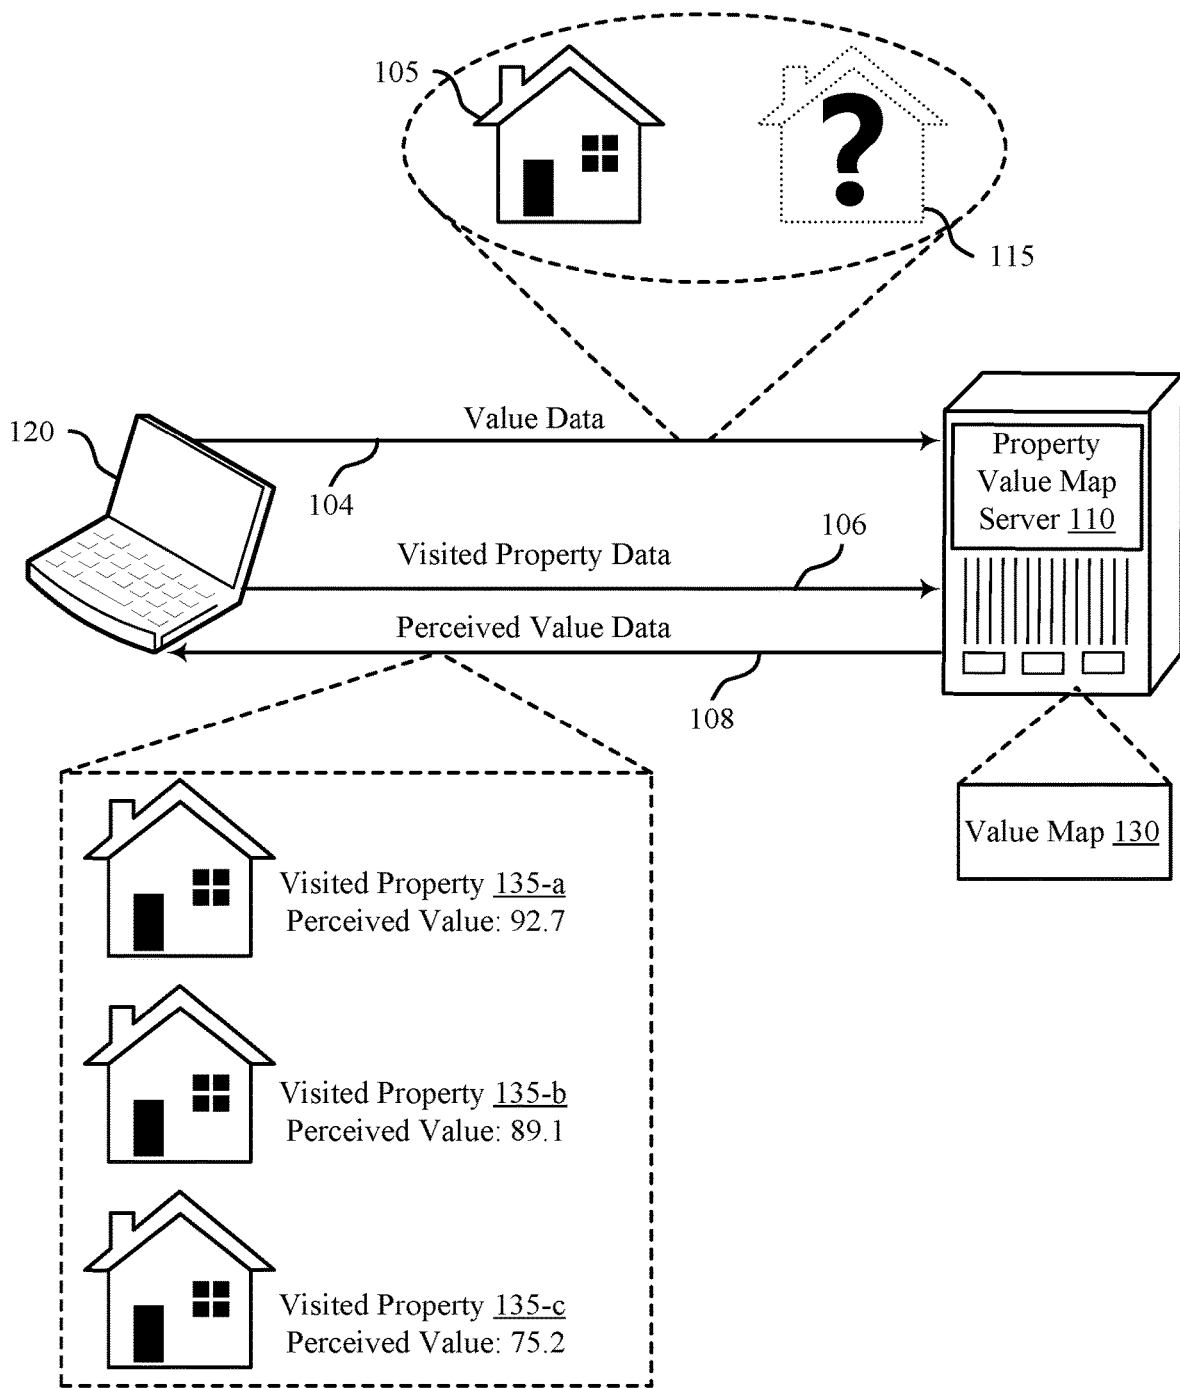 105
?
115
Value Data
120
104
Property
Value Map
Server 110
106
Visited Property Data
Perceived Value Data
108
Value Map 130
Visited Property 135-a
Perceived Value: 92.7
Visited Property 135-b
Perceived Value: 89.1
Visited Property 135-c
Perceived Value: 75.2